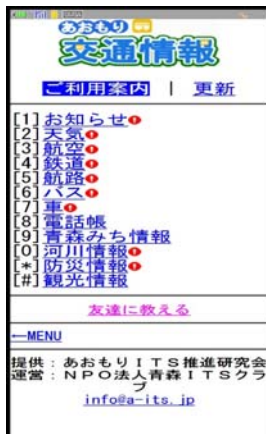 あおもり
交通情報
ご利用案内 | 更新
[1]お知らせ
[2]天気
[3]航空
[4]鉄道
[5]航路
[6]バス
[7]車
[8]電話帳
[9]青森みち情報
[0]河川情報
[*]防災情報
[#]観光情報
友達に教える
←MENU
提供:あおもりITS推進研究会
運営:NPO法人青森ITSクラ
ブ
info@a-its.jp